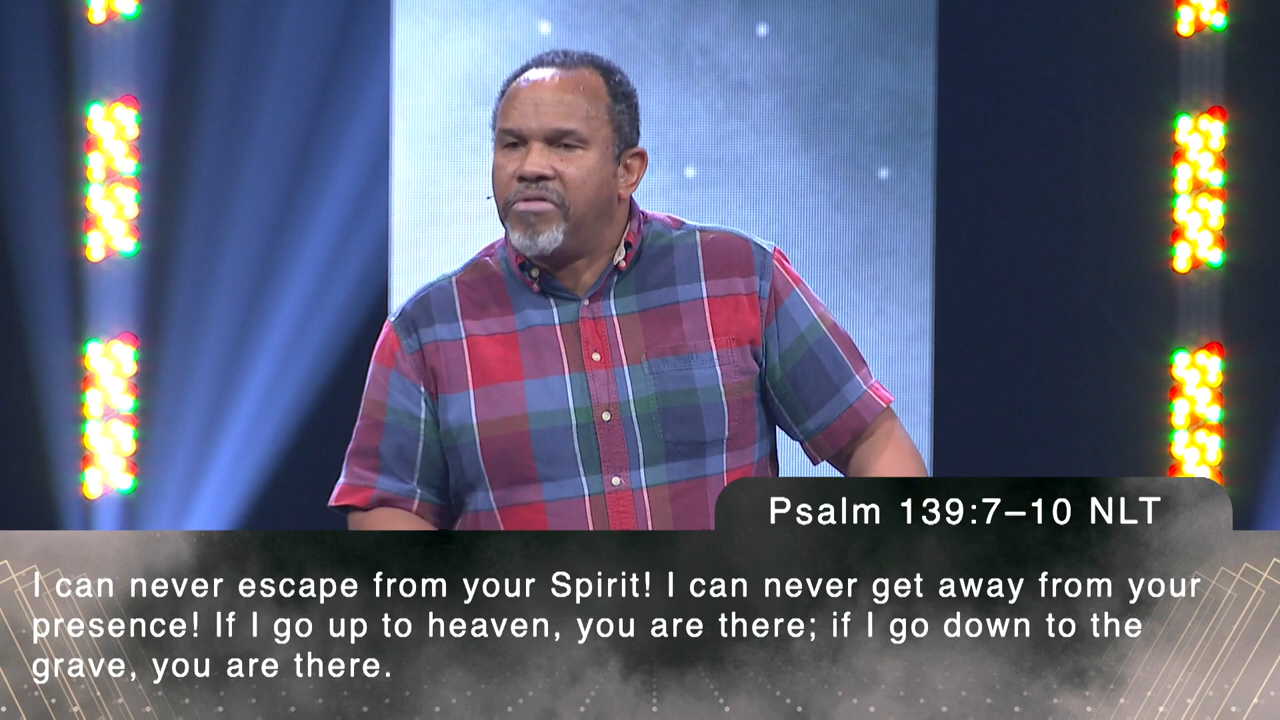 Psalm 139:7–10 NLT
I can never escape from your Spirit! I can never get away from your
presence! If I go up to heaven, you are there; if I go down to the
grave, you are there.